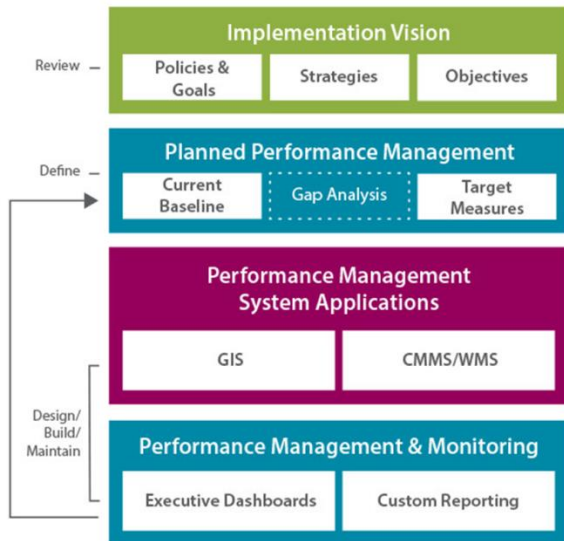 Implementation Vision
Review
Policies &
Goals
Strategies
Objectives
Planned Performance Management
Define
Current
Baseline
Gap Analysis
Target
Measures
Performance Management
System Applications
GIS
CMMS/WMS
Design/
Build/
Maintain
Performance Management & Monitoring
Executive Dashboards
Custom Reporting